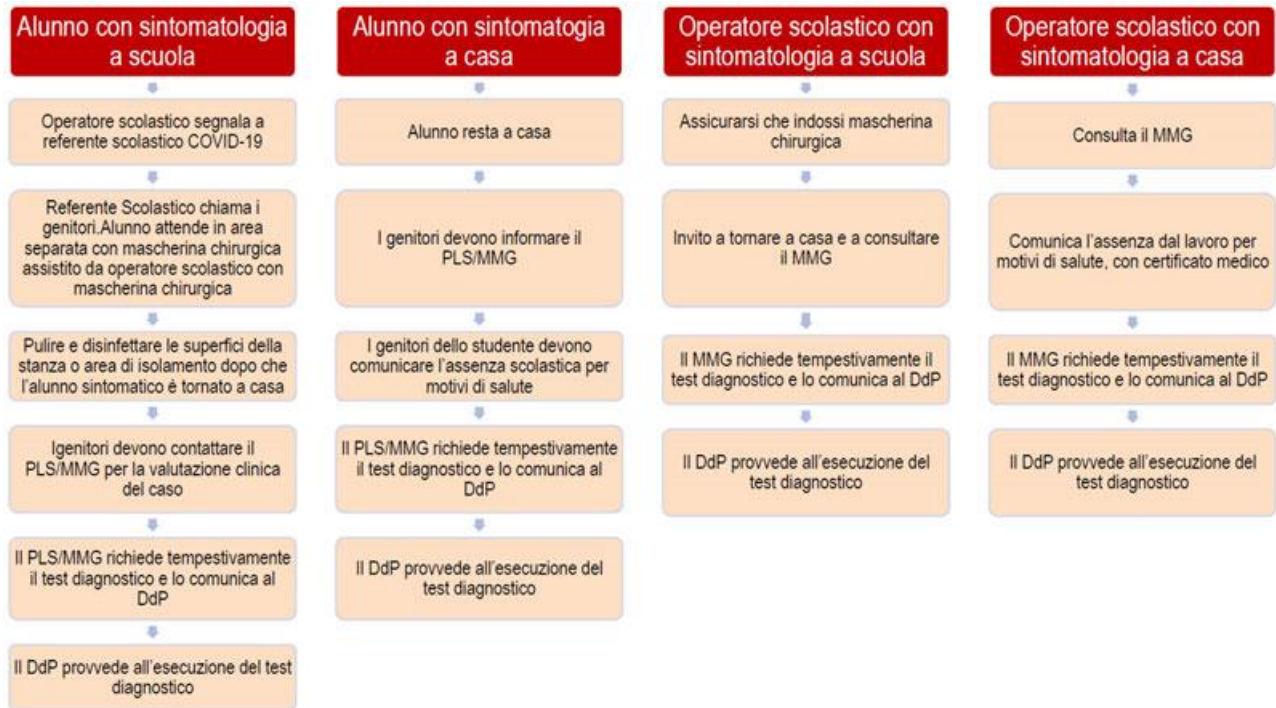 Alunno con sintomatologia
a scuola
Operatore scolastico segnala a
referente scolastico COVID-19
Referente Scolastico chiama i
genitori.Alunno attende in area
separata con mascherina chirurgica
assistito da operatore scolastico con
mascherina chirurgica
Pulire e disinfettare le superfici della
stanza o area di isolamento dopo che
l'alunno sintomatico è tornato a casa
Igenitori devono contattare il
PLS/MMG per la valutazione clinica
del caso
Il PLS/MMG richiede tempestivamente
il test diagnostico e lo comunica al
DdP
Il DdP provvede all'esecuzione del test
diagnostico
Alunno con sintomatogia
a casa
Alunno resta a casa
I genitori devono informare il
PLS/MMG
I genitori dello studente devono
comunicare l'assenza scolastica per
motivi di salute
Il PLS/MMG richiede tempestivamente
il test diagnostico e lo comunica al
DdP
Il DdP provvede all'esecuzione del
test diagnostico
Operatore scolastico con
sintomatologia a scuola
Assicurarsi che indossi mascherina
chirurgica
Invito a tornare a casa e a consultare
il MMG
Il MMG richiede tempestivamente il
test diagnostico e lo comunica al DdP
Il DdP provvede all'esecuzione del
test diagnostico
Operatore scolastico con
sintomatologia a casa
Consulta il MMG
Comunica l'assenza dal lavoro per
motivi di salute, con certificato medico
Il MMG richiede tempestivamente il
test diagnostico e lo comunica al DdP
Il DdP provvede all'esecuzione del
test diagnostico